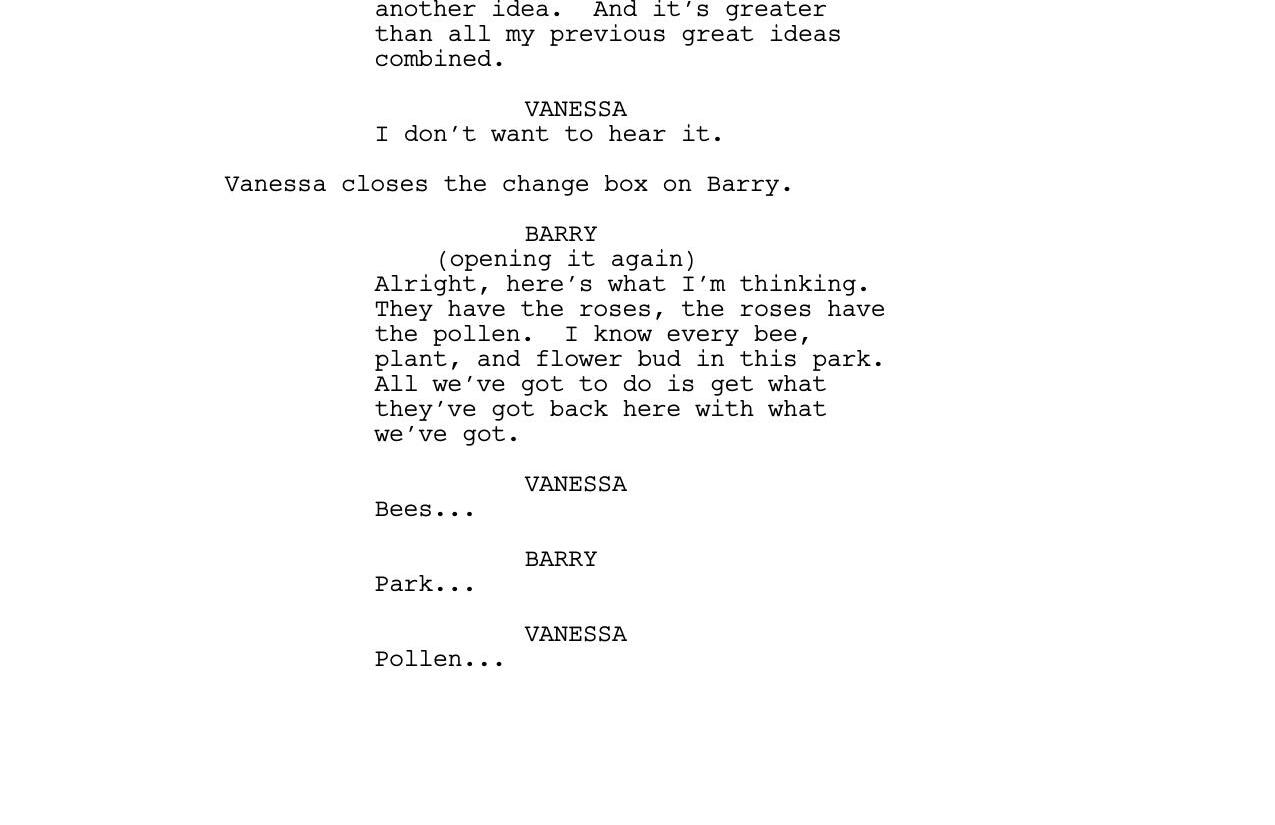 another idea.  And it's greater
than all my previous great ideas
combined.
VANESSA
I don't want to hear it.
Vanessa closes the change box on Barry.
BARRY
(opening it again)
Alright, here's what I'm thinking.
They have the roses, the roses have
the pollen.  I know every bee,
plant, and flower bud in this park.
All we've got to do is get what
they've got back here with what
we've got.
VANESSA
Bees...
BARRY
Park...
VANESSA
Pollen...